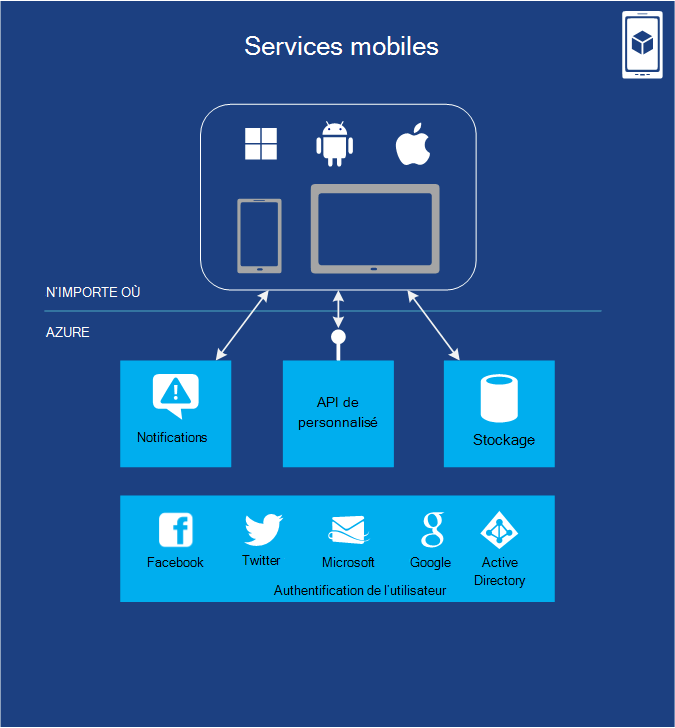 Services mobiles
N'IMPORTE OÙ
AZURE
Notifications
API de
personnalisé
Stockage
Facebook
Twitter
Microsoft
Google
Active
Directory
Authentification de l'utilisateur